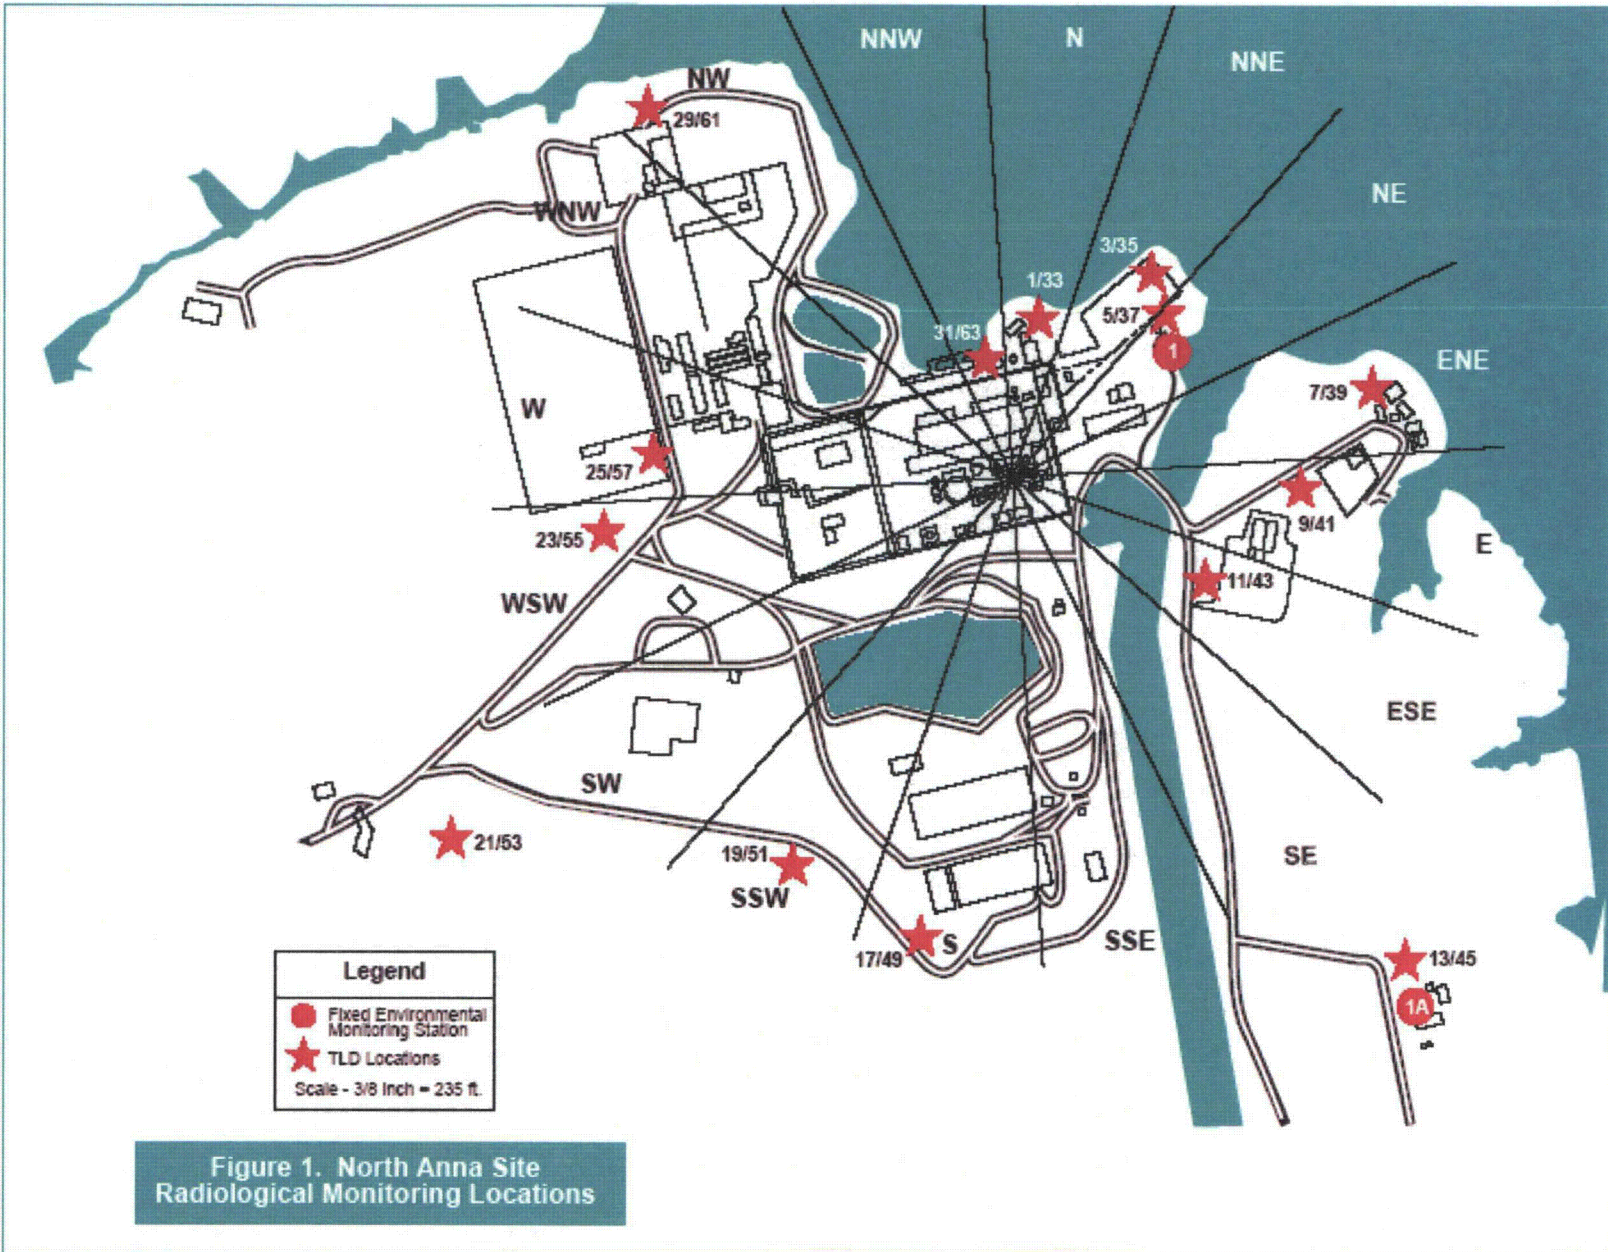 NNW
N
NNE
NW
29/61
NE
WNW
3/35
1/33
5/37
31/63
1
ENE
7/39
W
25/57
9/41
23/55
E
11/43
WSW
ESE
SW
21/53
19/51
SE
SSW
17/49
S
SSE
13/45
1A
Legend
Fixed Environmental
Monitoring Station
TLD Locations
Scale - 3/8 Inch = 235 ft.
Figure 1. North Anna Site
Radiological Monitoring Locations